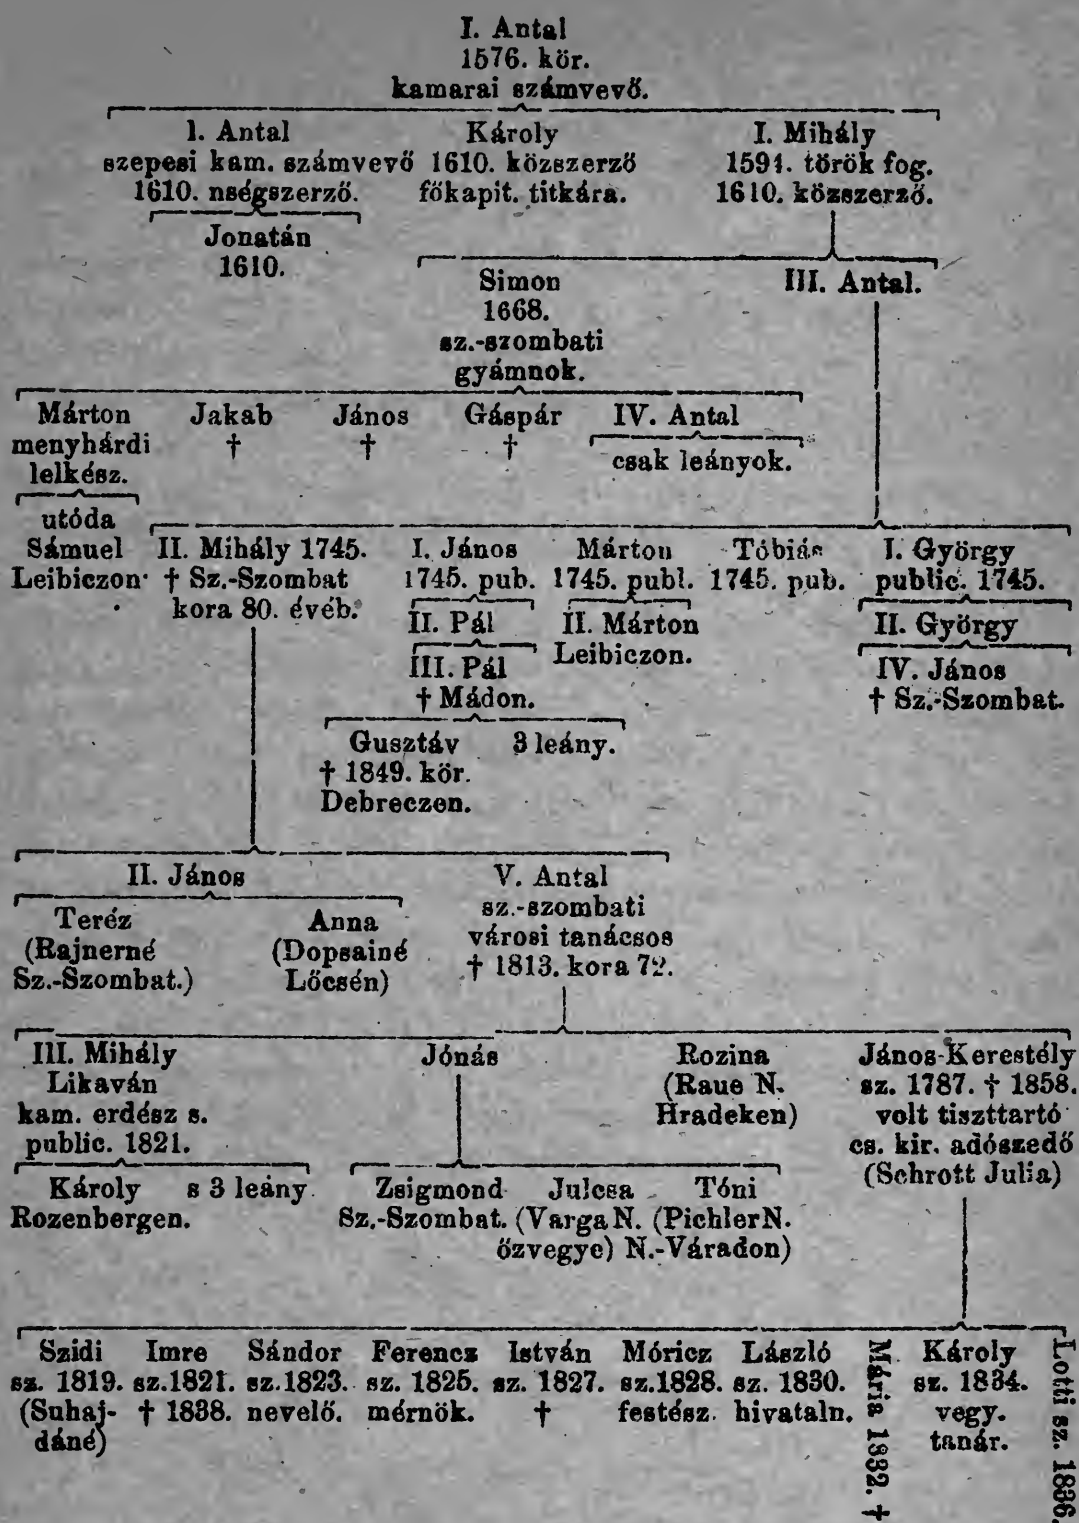 I. Antal
1576. kör.
kamarai számvevő.
I. Antal Károly I. Mihály
szepesi kam. számvevő 1610. közszerző 1594. török fog.
1610. nségszerző. főkapit. titkára. 1610. közszerző.
Jonatán
1610.
Simon III. Antal.
1668.
sz.-szombati
gyámnok.
Márton Jakab János Gáspár IV. Antal
menyhárdi † † † csak leányok.
lelkész.
utóda
Sámuel II. Mihály 1745. I. János Márton Tóbiás I. György
Leibiczon † Sz.-Szombat 1745. pub. 1745. publ. 1745. pub. public. 1745.
kora 80. évéb. II. Pál II. Márton II. György
III. Pál Leibiczon. IV. János
† Mádon. † Sz.-Szombat.
Gusztáv 3 leány.
† 1849. kör.
Debreczen.
II. János V. Antal
Teréz Anna sz.-szombati
(Rajnerné (Dopsainé városi tanácsos
Sz.-Szombat.) Lőcsén) † 1813. kora 72.
III. Mihály Jónás Rozina János-Kerestély
Likaván (Raue N. sz. 1787. † 1858.
kam. erdész s. Hradeken) volt tiszttartó
public. 1821. cs. kir. adószedő
(Schrott Julia)
Károly s 3 leány. Zsigmond Julcsa Tóni
Rozenbergen. Sz.-Szombat. (Varga N. (Pichler N.
özvegye) N.-Váradon)
Szidi Imre Sándor Ferencz István Móricz László Károly
sz. 1819. sz. 1821. sz. 1823. sz. 1825. sz. 1827. sz. 1828. sz. 1830. sz. 1834.
(Suhaj- † 1838. nevelő. mérnök. † festész. hivataln. vegy.
dáné) tanár.
Máris 1832. †
Lotti sz. 1836.